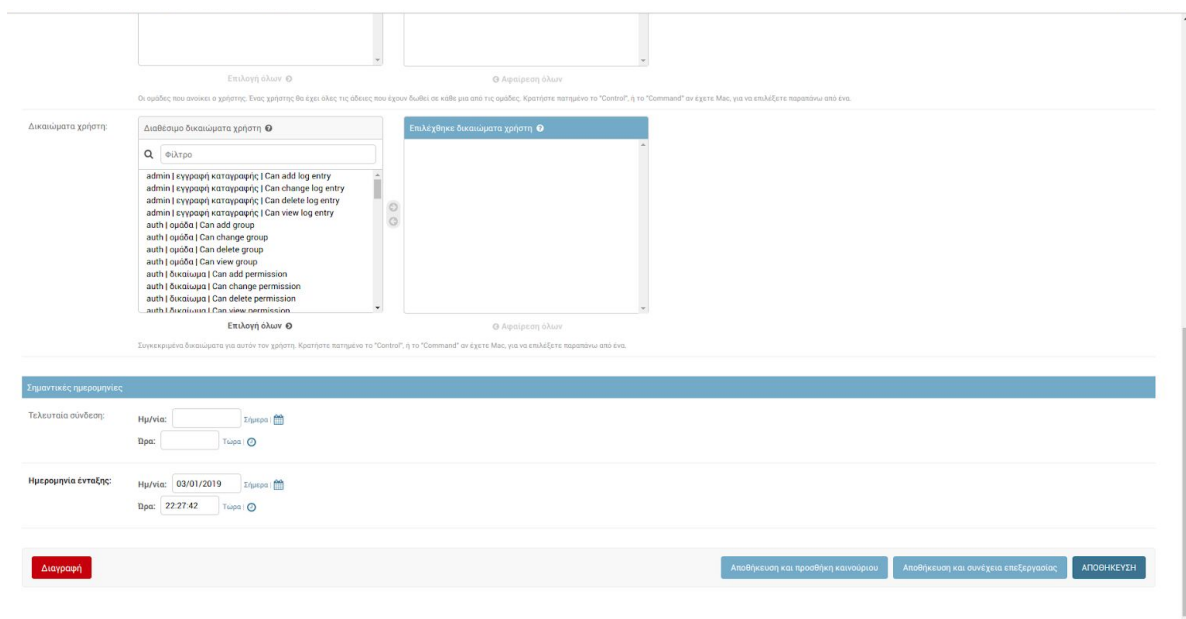 Επιλογή όλων
Αφαίρεση όλων
Οι ομάδες που ανοίκει ο χρήστης. Ένας χρήστης θα έχει όλες τις άδειες που έχουν δωθεί σε κάθε μια από τις ομάδες. Κρατήστε πατημένο το "Control", ή το "Command" αν έχετε Mac, για να επιλέξετε παραπάνω από ένα.
Δικαιώματα χρήστη:
Διαθέσιμο δικαιώματα χρήστη
Επιλέχθηκε δικαιώματα χρήστη
Φίλτρο
admin | εγγραφή καταγραφής | Can add log entry
admin | εγγραφή καταγραφής | Can change log entry
admin | εγγραφή καταγραφής | Can delete log entry
admin | εγγραφή καταγραφής | Can view log entry
auth | ομάδα | Can add group
auth | ομάδα | Can change group
auth | ομάδα | Can delete group
auth | ομάδα | Can view group
auth | δικαίωμα | Can add permission
auth | δικαίωμα | Can change permission
auth | δικαίωμα | Can delete permission
auth | δικαίωμα | Can view permission
Επιλογή όλων
Αφαίρεση όλων
Συγκεκριμένα δικαιώματα για αυτόν τον χρήστη. Κρατήστε πατημένο το "Control", ή το "Command" αν έχετε Mac, για να επιλέξετε παραπάνω από ένα.
Σημαντικές ημερομηνίες
Τελευταία σύνδεση:
Ημ/νία:
Σήμερα |
Ώρα:
Τώρα |
Ημερομηνία ένταξης:
Ημ/νία: 03/01/2019 Σήμερα |
Ώρα: 22:27:42 Τώρα |
Διαγραφή
Αποθήκευση και προσθήκη καινούριου
Αποθήκευση και συνέχεια επεξεργασίας
ΑΠΟΘΗΚΕΥΣΗ